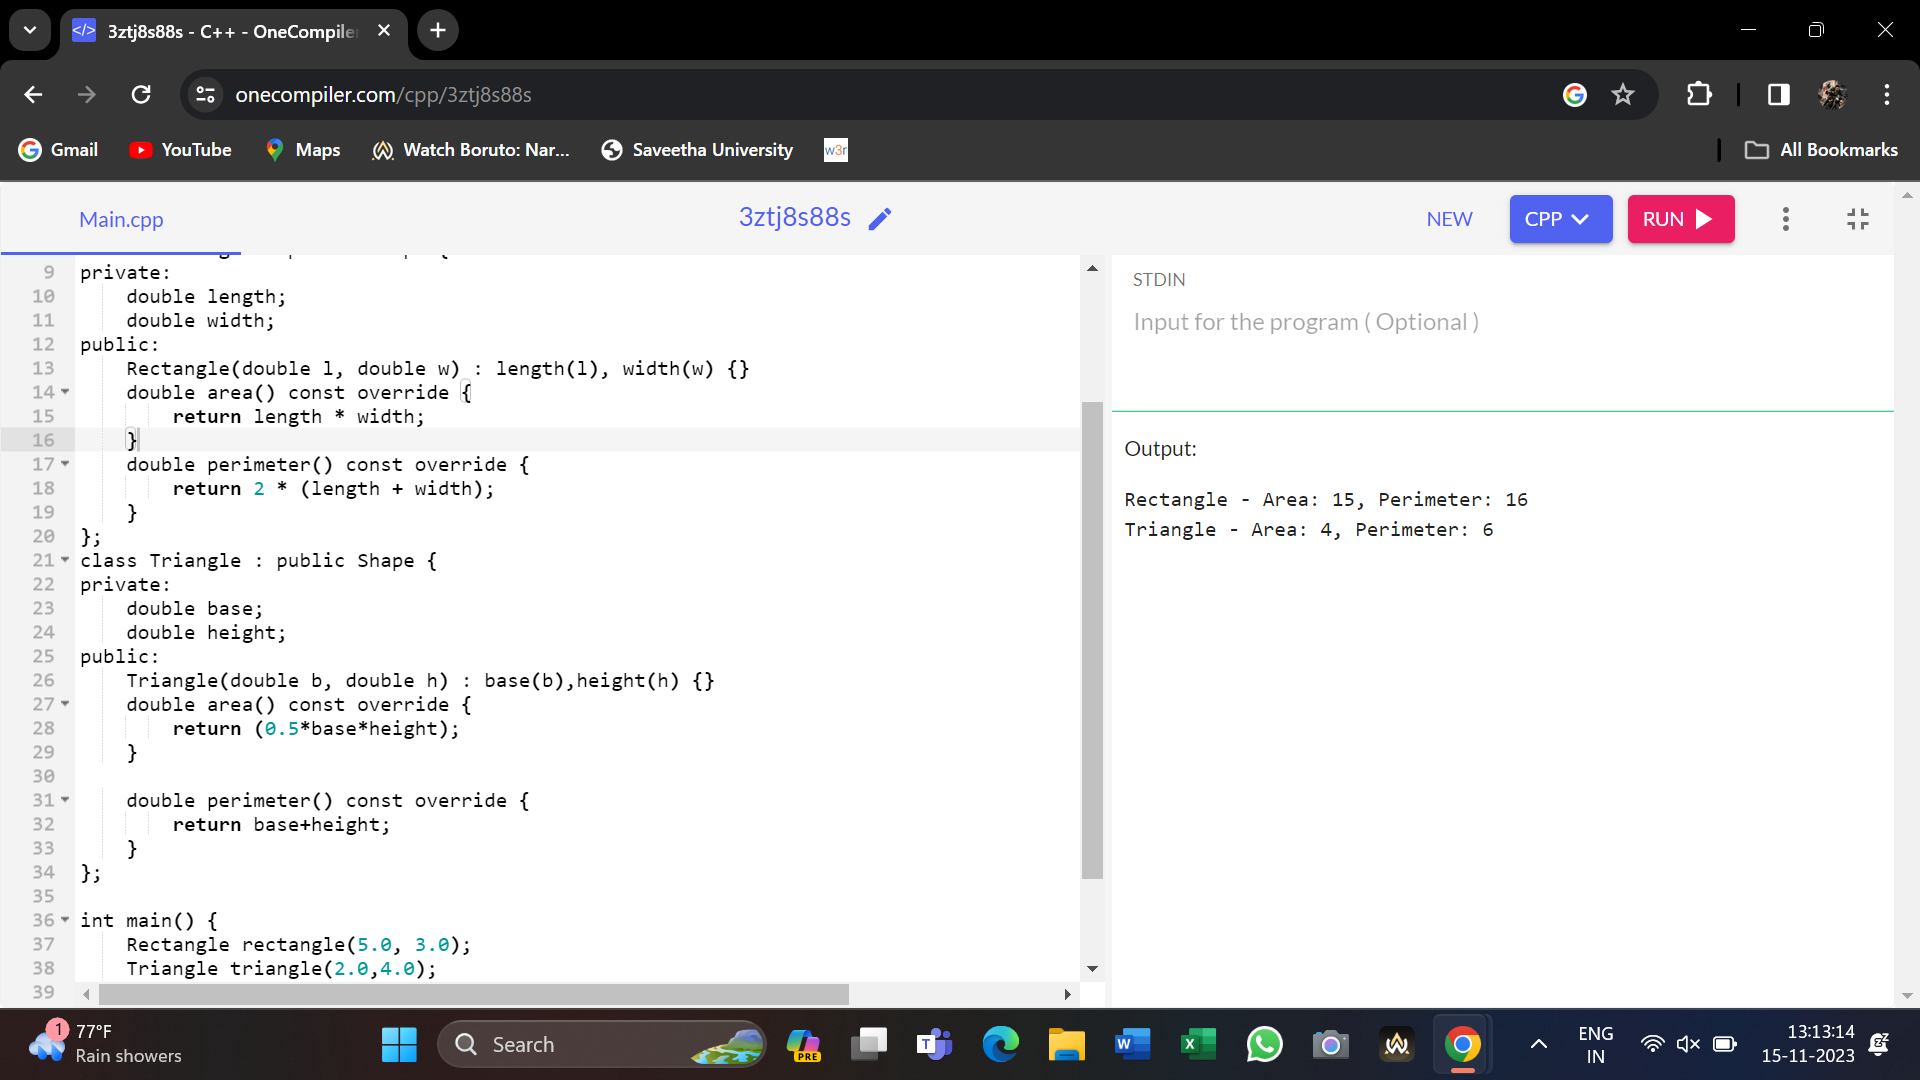 3ztj8s88s - C++ - OneCompile
onecompiler.com/cpp/3ztj8s88s
Gmail YouTube Maps Watch Boruto: Nar... Saveetha University w3r All Bookmarks
Main.cpp 3ztj8s88s NEW CPP RUN
9 private:
10 double length;
11 double width;
12 public:
13 Rectangle(double l, double w) : length(l), width(w) {}
14 double area() const override {
15 return length * width;
16 }
17 double perimeter() const override {
18 return 2 * (length + width);
19 }
20 };
21 class Triangle : public Shape {
22 private:
23 double base;
24 double height;
25 public:
26 Triangle(double b, double h) : base(b),height(h) {}
27 double area() const override {
28 return (0.5*base*height);
29 }
30
31 double perimeter() const override {
32 return base+height;
33 }
34 };
35
36 int main() {
37 Rectangle rectangle(5.0, 3.0);
38 Triangle triangle(2.0,4.0);
39
STDIN
Input for the program ( Optional )
Output:
Rectangle - Area: 15, Perimeter: 16
Triangle - Area: 4, Perimeter: 6
1 77°F
Rain showers
Search
PRE
ENG
IN
13:13:14
15-11-2023